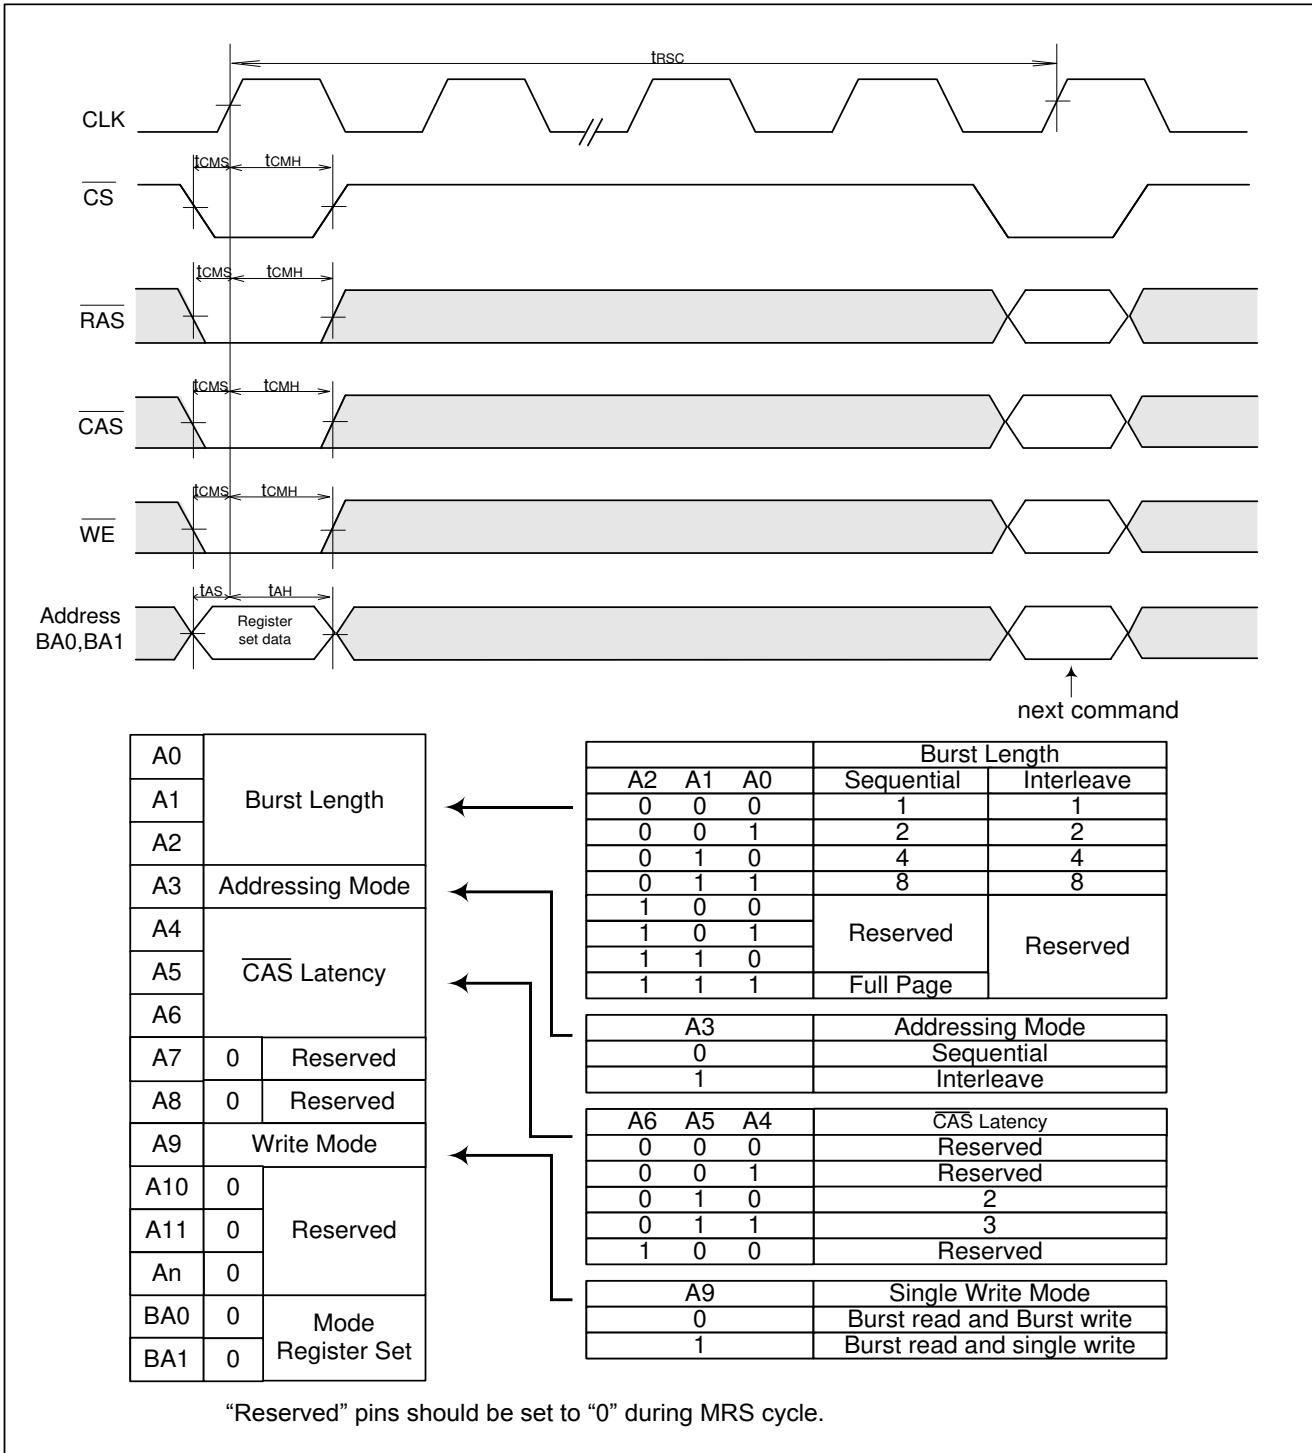 tRSC
CLK
tCMS tCMH
CS
tCMS tCMH
RAS
tCMS tCMH
CAS
tCMS tCMH
WE
tAS tAH
Address
BA0,BA1
Register
set data
next command
A0
A1
A2
Burst Length
A3 Addressing Mode
A4
A5
A6
CAS Latency
A7 0 Reserved
A8 0 Reserved
A9 Write Mode
A10 0
A11 0
An 0
Reserved
BA0 0
BA1 0
Mode
Register Set
Burst Length
A2 A1 A0 Sequential Interleave
0 0 0 1 1
0 0 1 2 2
0 1 0 4 4
0 1 1 8 8
1 0 0
1 0 1
1 1 0
Reserved
Reserved
1 1 1 Full Page
A3 Addressing Mode
0 Sequential
1 Interleave
A6 A5 A4 CAS Latency
0 0 0 Reserved
0 0 1 Reserved
0 1 0 2
0 1 1 3
1 0 0 Reserved
A9 Single Write Mode
0 Burst read and Burst write
1 Burst read and single write
“Reserved” pins should be set to “0” during MRS cycle.